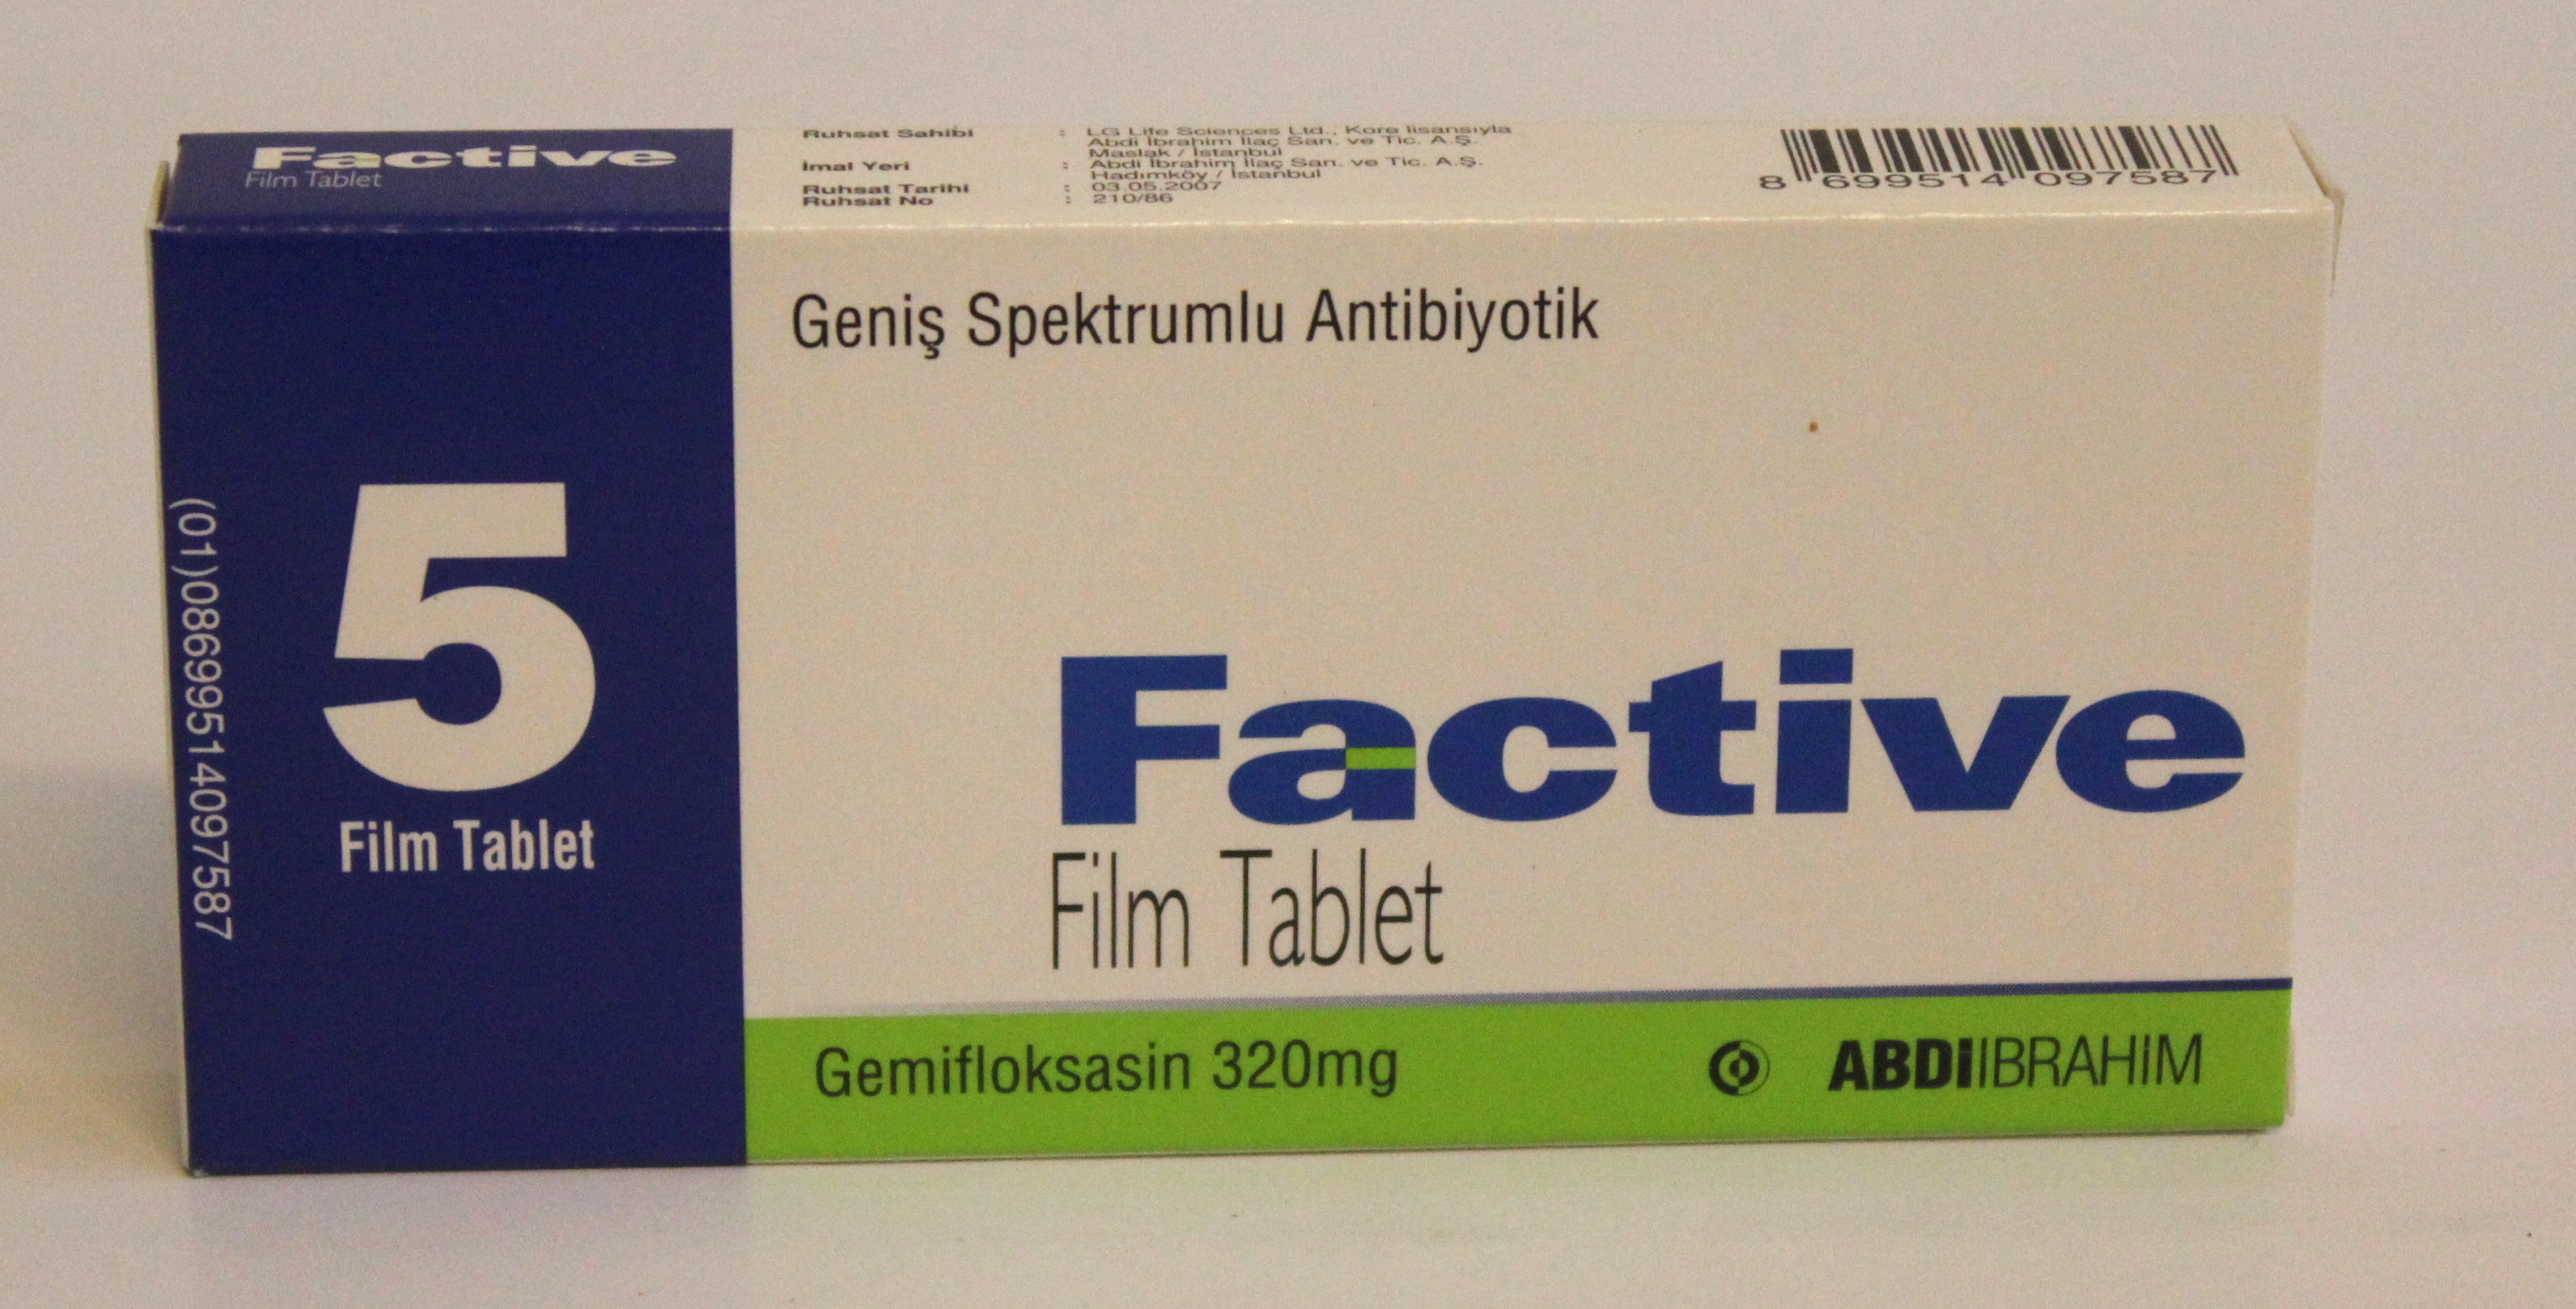 Factive
Film Tablet
Ruhsat Sahibi : LG Life Sciences Ltd., Kore lisansıyla
Abdi İbrahim İlaç San. ve Tic. A.Ş.
Maslak / İstanbul
İmal Yeri : Abdi İbrahim İlaç San. ve Tic. A.Ş.
Hadımköy / İstanbul
Ruhsat Tarihi : 03.05.2007
Ruhsat No : 210/86
8 699514 097587
Geniş Spektrumlu Antibiyotik
(01)08699514097587
5
Film Tablet
Factive
Film Tablet
Gemifloksasin 320mg
ABDiIBRAHIM